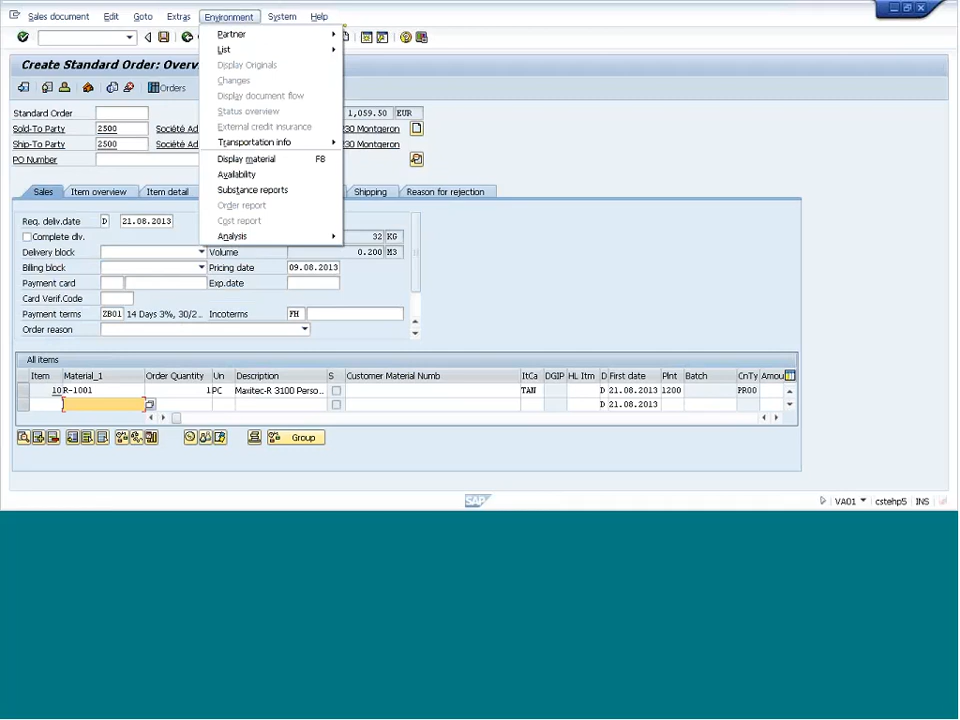 Sales document Edit Goto Extras Environment System Help
Partner
List
Display Originals
Changes
Display document flow
Status overview
External credit insurance
Transportation info
Display material F8
Availability
Substance reports
Order report
Cost report
Analysis
Create Standard Order: Overv
Orders
Standard Order 1,059.50 EUR
Sold-To Party 2500 Société Ad 30 Montgeron
Ship-To Party 2500 Société Ad 30 Montgeron
PO Number
Sales Item overview Item detail Shipping Reason for rejection
Req. deliv.date D 21.08.2013
Complete dlv. 32 KG
Delivery block Volume 0.200 M3
Billing block Pricing date 09.08.2013
Payment card Exp.date
Card Verif.Code
Payment terms ZB01 14 Days 3%, 30/2... Incoterms FH
Order reason
All items
Item Material_1 Order Quantity Un Description S Customer Material Numb ItCa DGIP HL Itm D First date Plnt Batch CnTy Amou
10 R-1001 1 PC Maxitec-R 3100 Perso... TAN D 21.08.2013 1200 PR00
D 21.08.2013
Group
SAP VA01 cstehp5 INS